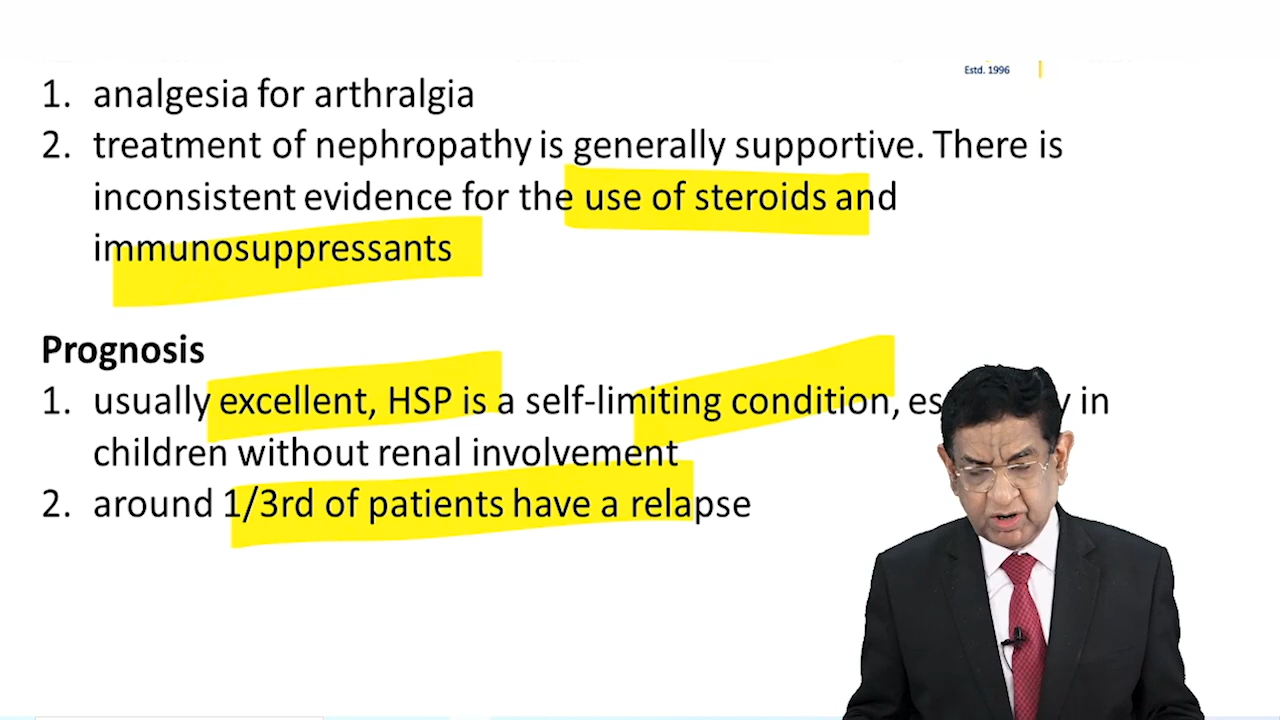 Estd. 1996
1. analgesia for arthralgia
2. treatment of nephropathy is generally supportive. There is
inconsistent evidence for the use of steroids and
immunosuppressants
Prognosis
1. usually excellent, HSP is a self-limiting condition, in
children without renal involvement
2. around 1/3rd of patients have a relapse